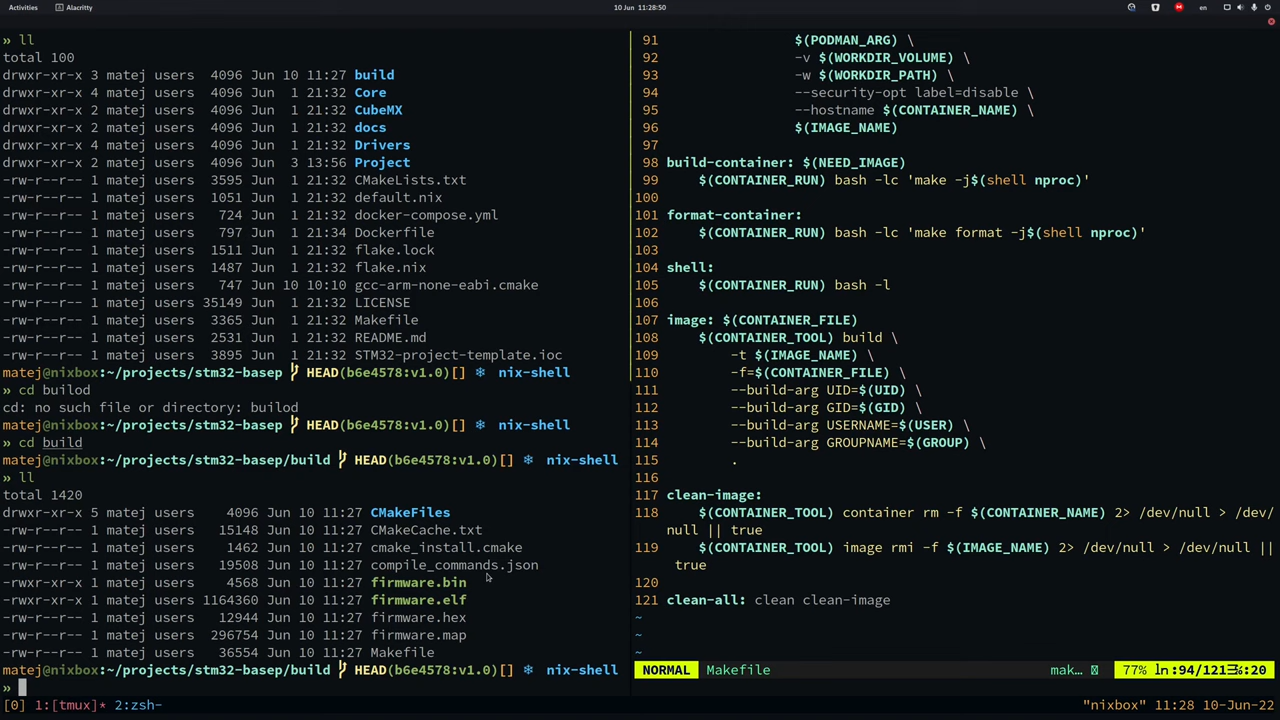 Activities
Alacritty
10 Jun 11:28:50
en
» ll
total 100
drwxr-xr-x 3 matej users  4096 Jun 10 11:27 build
drwxr-xr-x 4 matej users  4096 Jun  1 21:32 Core
drwxr-xr-x 2 matej users  4096 Jun  1 21:32 CubeMX
drwxr-xr-x 2 matej users  4096 Jun  1 21:32 docs
drwxr-xr-x 4 matej users  4096 Jun  1 21:32 Drivers
drwxr-xr-x 2 matej users  4096 Jun  3 13:56 Project
-rw-r--r-- 1 matej users  3595 Jun  1 21:32 CMakeLists.txt
-rw-r--r-- 1 matej users  1051 Jun  1 21:32 default.nix
-rw-r--r-- 1 matej users   724 Jun  1 21:32 docker-compose.yml
-rw-r--r-- 1 matej users   797 Jun  1 21:34 Dockerfile
-rw-r--r-- 1 matej users  1511 Jun  1 21:32 flake.lock
-rw-r--r-- 1 matej users  1487 Jun  1 21:32 flake.nix
-rw-r--r-- 1 matej users   747 Jun 10 10:10 gcc-arm-none-eabi.cmake
-rw-r--r-- 1 matej users 35149 Jun  1 21:32 LICENSE
-rw-r--r-- 1 matej users  3365 Jun  1 21:32 Makefile
-rw-r--r-- 1 matej users  2531 Jun  1 21:32 README.md
-rw-r--r-- 1 matej users  3895 Jun  1 21:32 STM32-project-template.ioc
matej@nixbox:~/projects/stm32-basep HEAD(b6e4578:v1.0)[] ❄ nix-shell
» cd builod
cd: no such file or directory: builod
matej@nixbox:~/projects/stm32-basep HEAD(b6e4578:v1.0)[] ❄ nix-shell
» cd build
matej@nixbox:~/projects/stm32-basep/build HEAD(b6e4578:v1.0)[] ❄ nix-shell
» ll
total 1420
drwxr-xr-x 5 matej users    4096 Jun 10 11:27 CMakeFiles
-rw-r--r-- 1 matej users   15148 Jun 10 11:27 CMakeCache.txt
-rw-r--r-- 1 matej users    1462 Jun 10 11:27 cmake_install.cmake
-rw-r--r-- 1 matej users   19508 Jun 10 11:27 compile_commands.json
-rwxr-xr-x 1 matej users    4568 Jun 10 11:27 firmware.bin
-rwxr-xr-x 1 matej users 1164360 Jun 10 11:27 firmware.elf
-rw-r--r-- 1 matej users   12944 Jun 10 11:27 firmware.hex
-rw-r--r-- 1 matej users  296754 Jun 10 11:27 firmware.map
-rw-r--r-- 1 matej users   36554 Jun 10 11:27 Makefile
matej@nixbox:~/projects/stm32-basep/build HEAD(b6e4578:v1.0)[] ❄ nix-shell
»
91 $(PODMAN_ARG) \
92 -v $(WORKDIR_VOLUME) \
93 -w $(WORKDIR_PATH) \
94 --security-opt label=disable \
95 --hostname $(CONTAINER_NAME) \
96 $(IMAGE_NAME)
97
98 build-container: $(NEED_IMAGE)
99 $(CONTAINER_RUN) bash -lc 'make -j$(shell nproc)'
100
101 format-container:
102 $(CONTAINER_RUN) bash -lc 'make format -j$(shell nproc)'
103
104 shell:
105 $(CONTAINER_RUN) bash -l
106
107 image: $(CONTAINER_FILE)
108 $(CONTAINER_TOOL) build \
109 -t $(IMAGE_NAME) \
110 -f=$(CONTAINER_FILE) \
111 --build-arg UID=$(UID) \
112 --build-arg GID=$(GID) \
113 --build-arg USERNAME=$(USER) \
114 --build-arg GROUPNAME=$(GROUP) \
115 .
116
117 clean-image:
118 $(CONTAINER_TOOL) container rm -f $(CONTAINER_NAME) 2> /dev/null > /dev/
null || true
119 $(CONTAINER_TOOL) image rmi -f $(IMAGE_NAME) 2> /dev/null > /dev/null ||
true
120
121 clean-all: clean clean-image
~
~
~
NORMAL Makefile mak… 77% ln:94/121 ℅:20
[0] 1:[tmux]* 2:zsh- "nixbox" 11:28 10-Jun-22